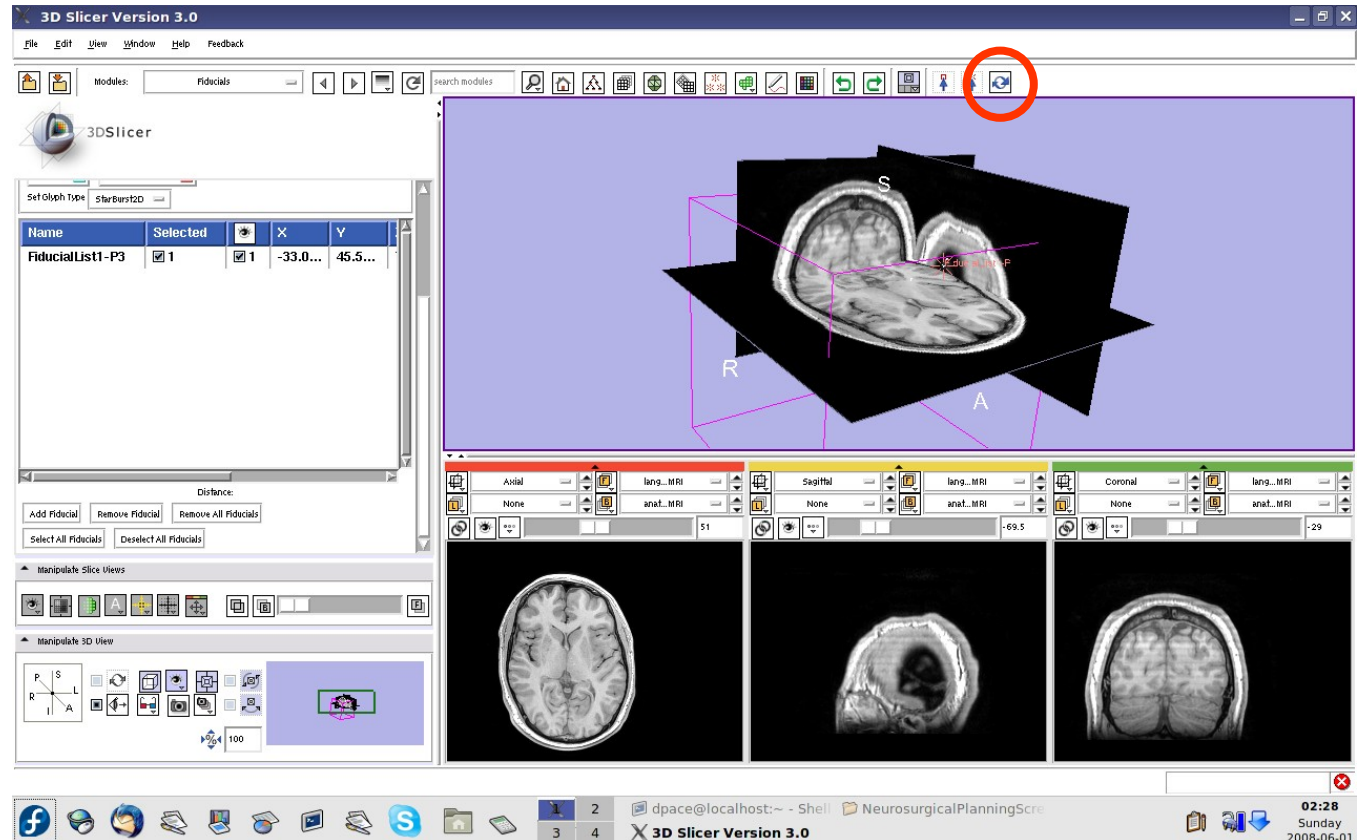 3D Slicer Version 3.0
File Edit View Window Help Feedback
Modules: Fiducials search modules
3DSlicer
Set Glyph Type StarBurst2D
Name Selected X Y
FiducialList1-P3 1 1 -33.0... 45.5...
Distance:
Add Fiducial Remove Fiducial Remove All Fiducials
Select All Fiducials Deselect All Fiducials
Manipulate Slice Views
A B F
Manipulate 3D View
P S
R L
I A
% 100
S
R
A
Axial F lang...MRI
L None B anat...MRI
51
Sagittal F lang...MRI
L None B anat...MRI
-69.5
Coronal F lang...MRI
L None B anat...MRI
-29
1 2
3 4
dpace@localhost:~ - Shell NeurosurgicalPlanningScre
3D Slicer Version 3.0
02:28
Sunday
2008-06-01